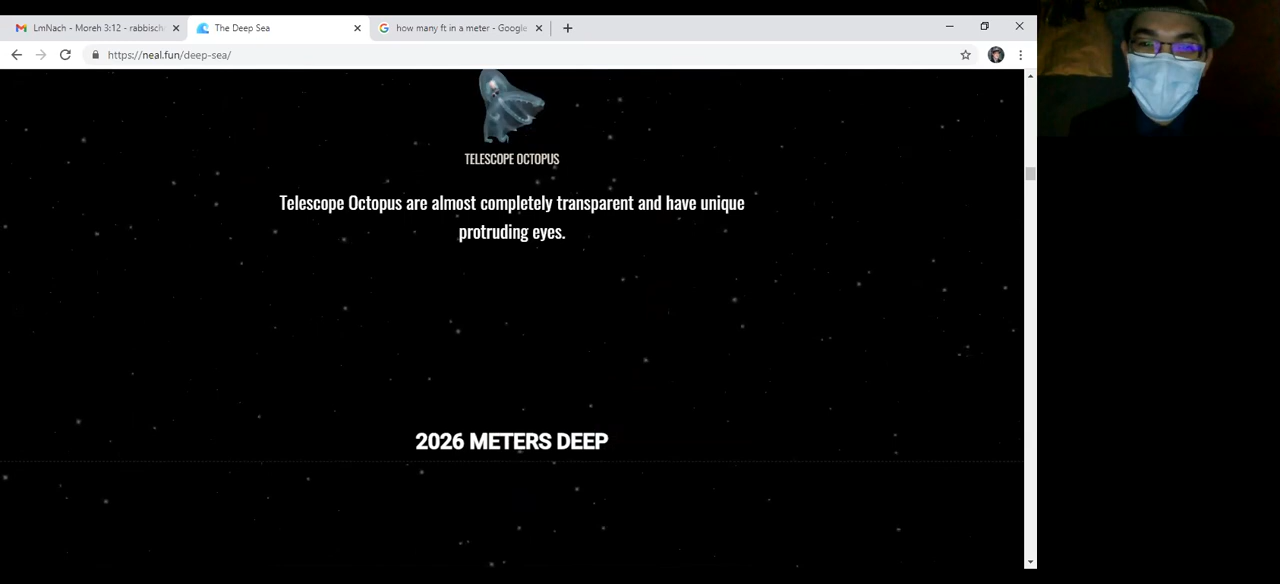 LmNach - Moreh 3:12 - rabbisch
The Deep Sea
how many ft in a meter - Google
https://neal.fun/deep-sea/
TELESCOPE OCTOPUS
Telescope Octopus are almost completely transparent and have unique
protruding eyes.
2026 METERS DEEP